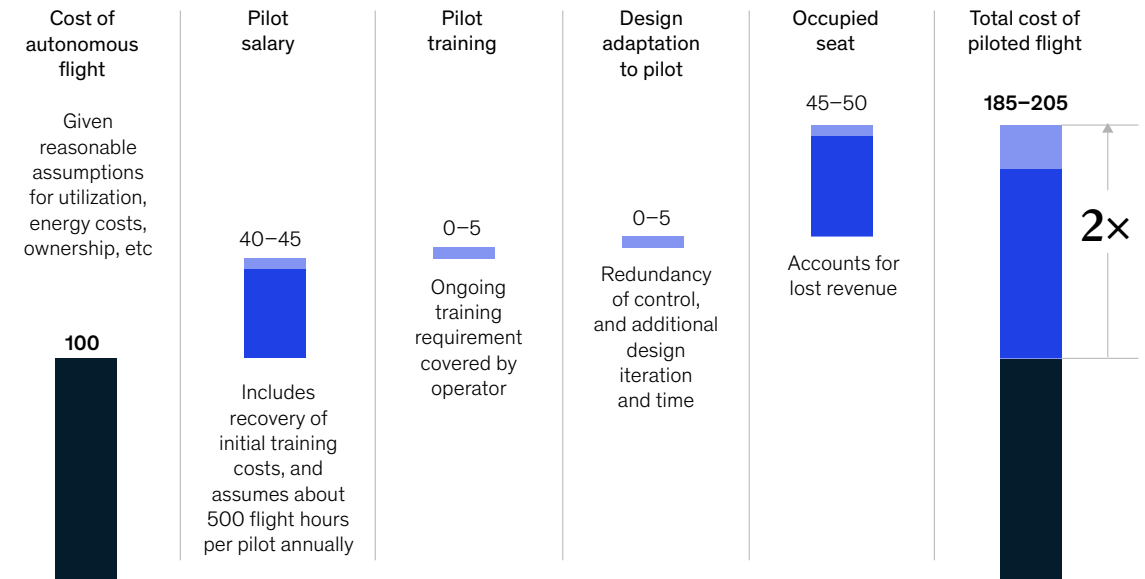 Cost of
autonomous
flight
Given
reasonable
assumptions
for utilization,
energy costs,
ownership, etc
100
Pilot
salary
40–45
Includes
recovery of
initial training
costs, and
assumes about
500 flight hours
per pilot annually
Pilot
training
0–5
Ongoing
training
requirement
covered by
operator
Design
adaptation
to pilot
0–5
Redundancy
of control,
and additional
design
iteration
and time
Occupied
seat
45–50
Accounts for
lost revenue
Total cost of
piloted flight
185–205
2×